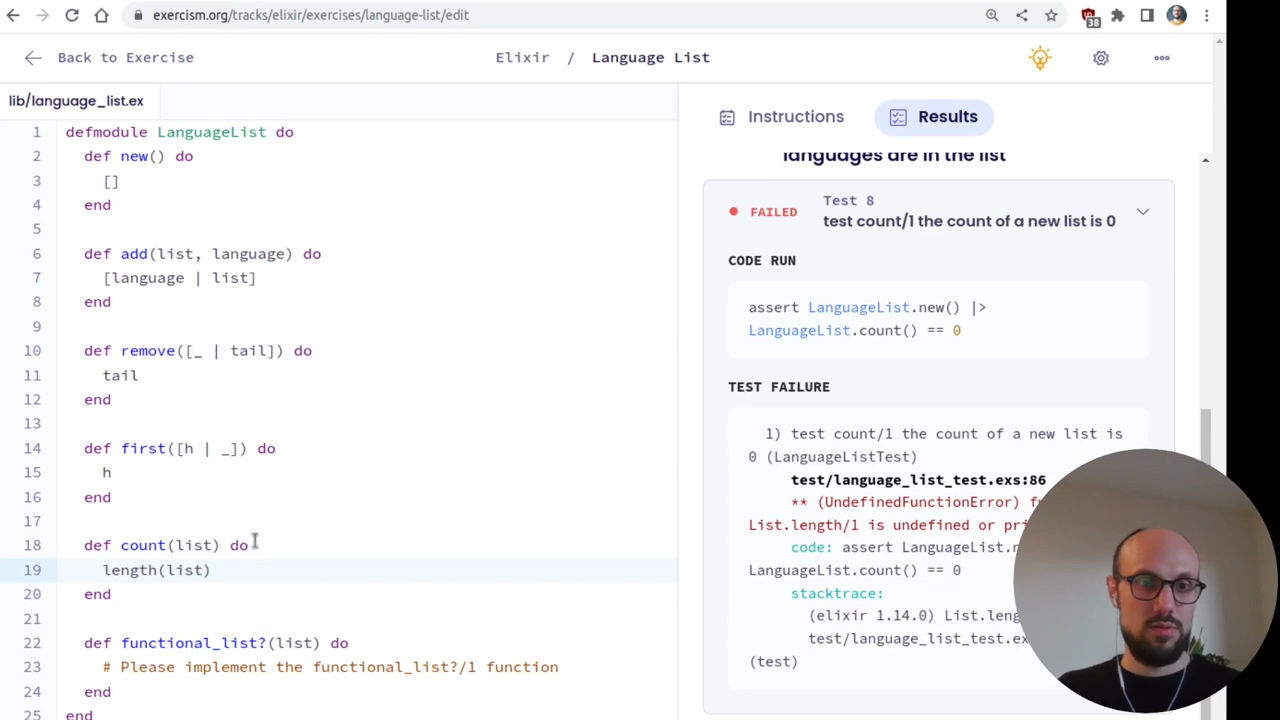 exercism.org/tracks/elixir/exercises/language-list/edit
38
Back to Exercise
Elixir / Language List
lib/language_list.ex
Instructions
Results
1 defmodule LanguageList do
2 def new() do
3 []
4 end
5
6 def add(list, language) do
7 [language | list]
8 end
9
10 def remove([_ | tail]) do
11 tail
12 end
13
14 def first([h | _]) do
15 h
16 end
17
18 def count(list) do
19 length(list)
20 end
21
22 def functional_list?(list) do
23 # Please implement the functional_list?/1 function
24 end
25 end
languages are in the list
FAILED
Test 8
test count/1 the count of a new list is 0
CODE RUN
assert LanguageList.new() |>
LanguageList.count() == 0
TEST FAILURE
1) test count/1 the count of a new list is
0 (LanguageListTest)
test/language_list_test.exs:86
** (UndefinedFunctionError)
List.length/1 is undefined or
code: assert
LanguageList.count() == 0
stacktrace:
(elixir 1.14.0)
(test)